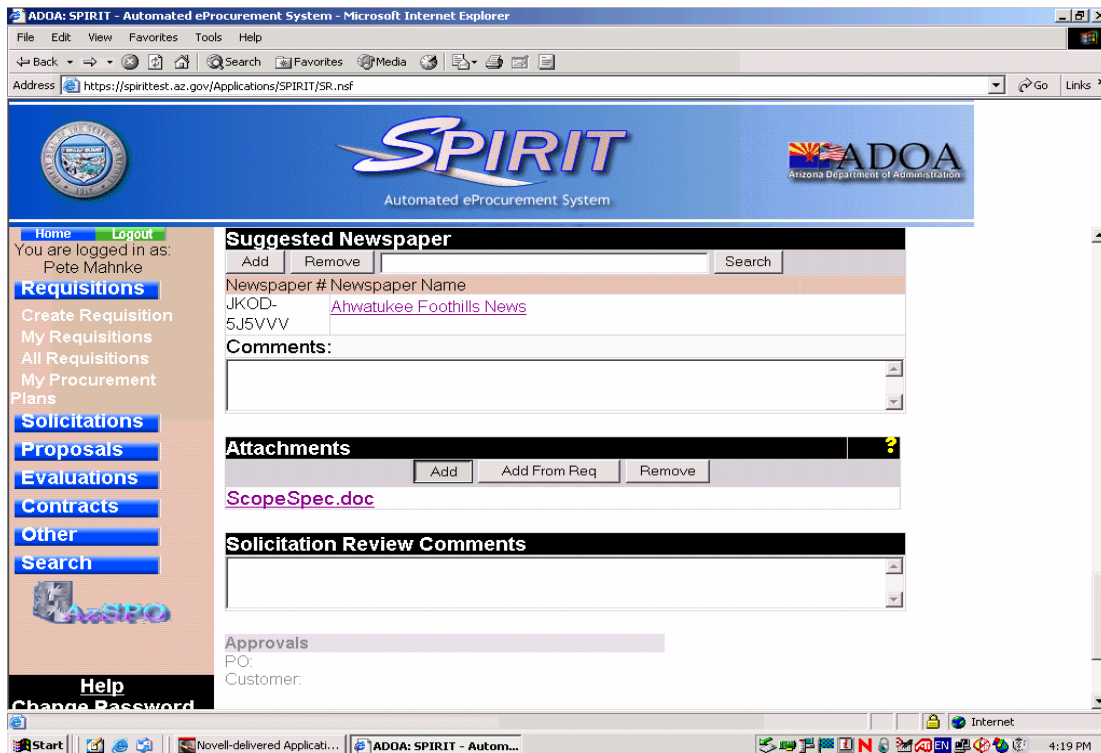 ADOA: SPIRIT - Automated eProcurement System - Microsoft Internet Explorer
File Edit View Favorites Tools Help
Back Search Favorites Media
Address https://spirittest.az.gov/Applications/SPIRIT/SR.nsf Go Links
SPIRIT
Automated eProcurement System
ADOA
Arizona Department of Administration
1912
Home Logout
You are logged in as:
Pete Mahnke
Requisitions
Create Requisition
My Requisitions
All Requisitions
My Procurement
Plans
Solicitations
Proposals
Evaluations
Contracts
Other
Search
AzSPO
Help
Change Password
Suggested Newspaper
Add Remove Search
Newspaper # Newspaper Name
JKOD-
5J5VVV
Ahwatukee Foothills News
Comments:
Attachments ?
Add Add From Req Remove
ScopeSpec.doc
Solicitation Review Comments
Approvals
PO:
Customer:
Internet
Start Novell-delivered Applicati... ADOA: SPIRIT - Autom... EN 4:19 PM